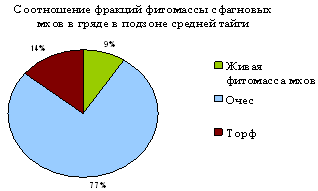 Соотношение фракций фитомассы сфагновых
мхов в гряде в подзоне средней тайги
14%
9%
77%
Живая
фитомасса мхов
Очес
Торф